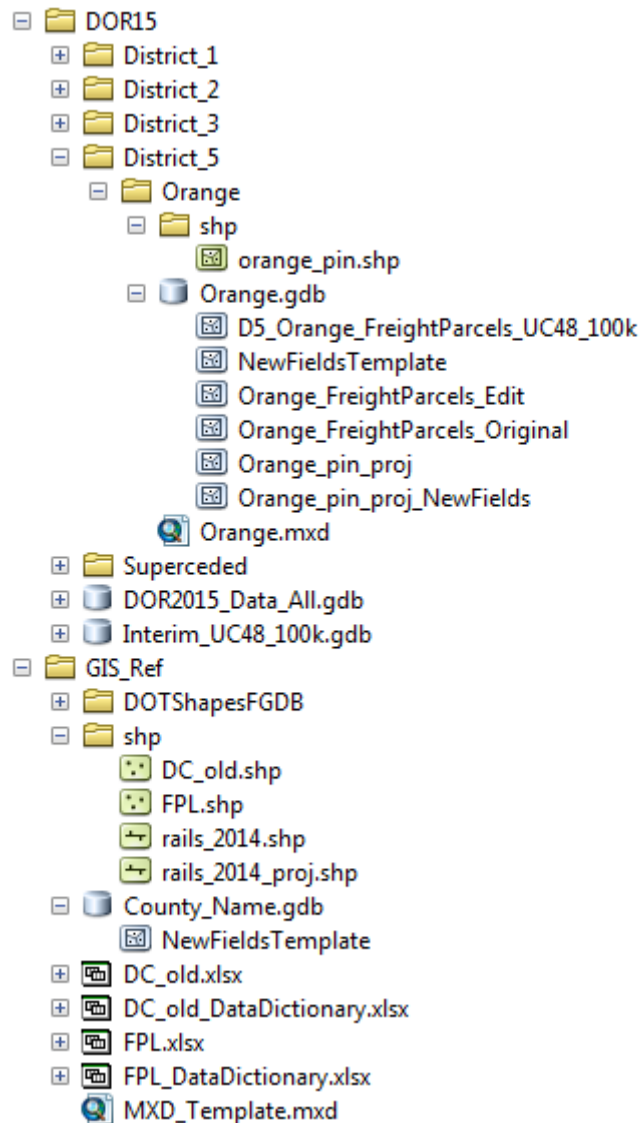 DOR15
District_1
District_2
District_3
District_5
Orange
shp
orange_pin.shp
Orange.gdb
D5_Orange_FreightParcels_UC48_100k
NewFieldsTemplate
Orange_FreightParcels_Edit
Orange_FreightParcels_Original
Orange_pin_proj
Orange_pin_proj_NewFields
Orange.mxd
Superceded
DOR2015_Data_All.gdb
Interim_UC48_100k.gdb
GIS_Ref
DOTShapesFGDB
shp
DC_old.shp
FPL.shp
rails_2014.shp
rails_2014_proj.shp
County_Name.gdb
NewFieldsTemplate
DC_old.xlsx
DC_old_DataDictionary.xlsx
FPL.xlsx
FPL_DataDictionary.xlsx
MXD_Template.mxd